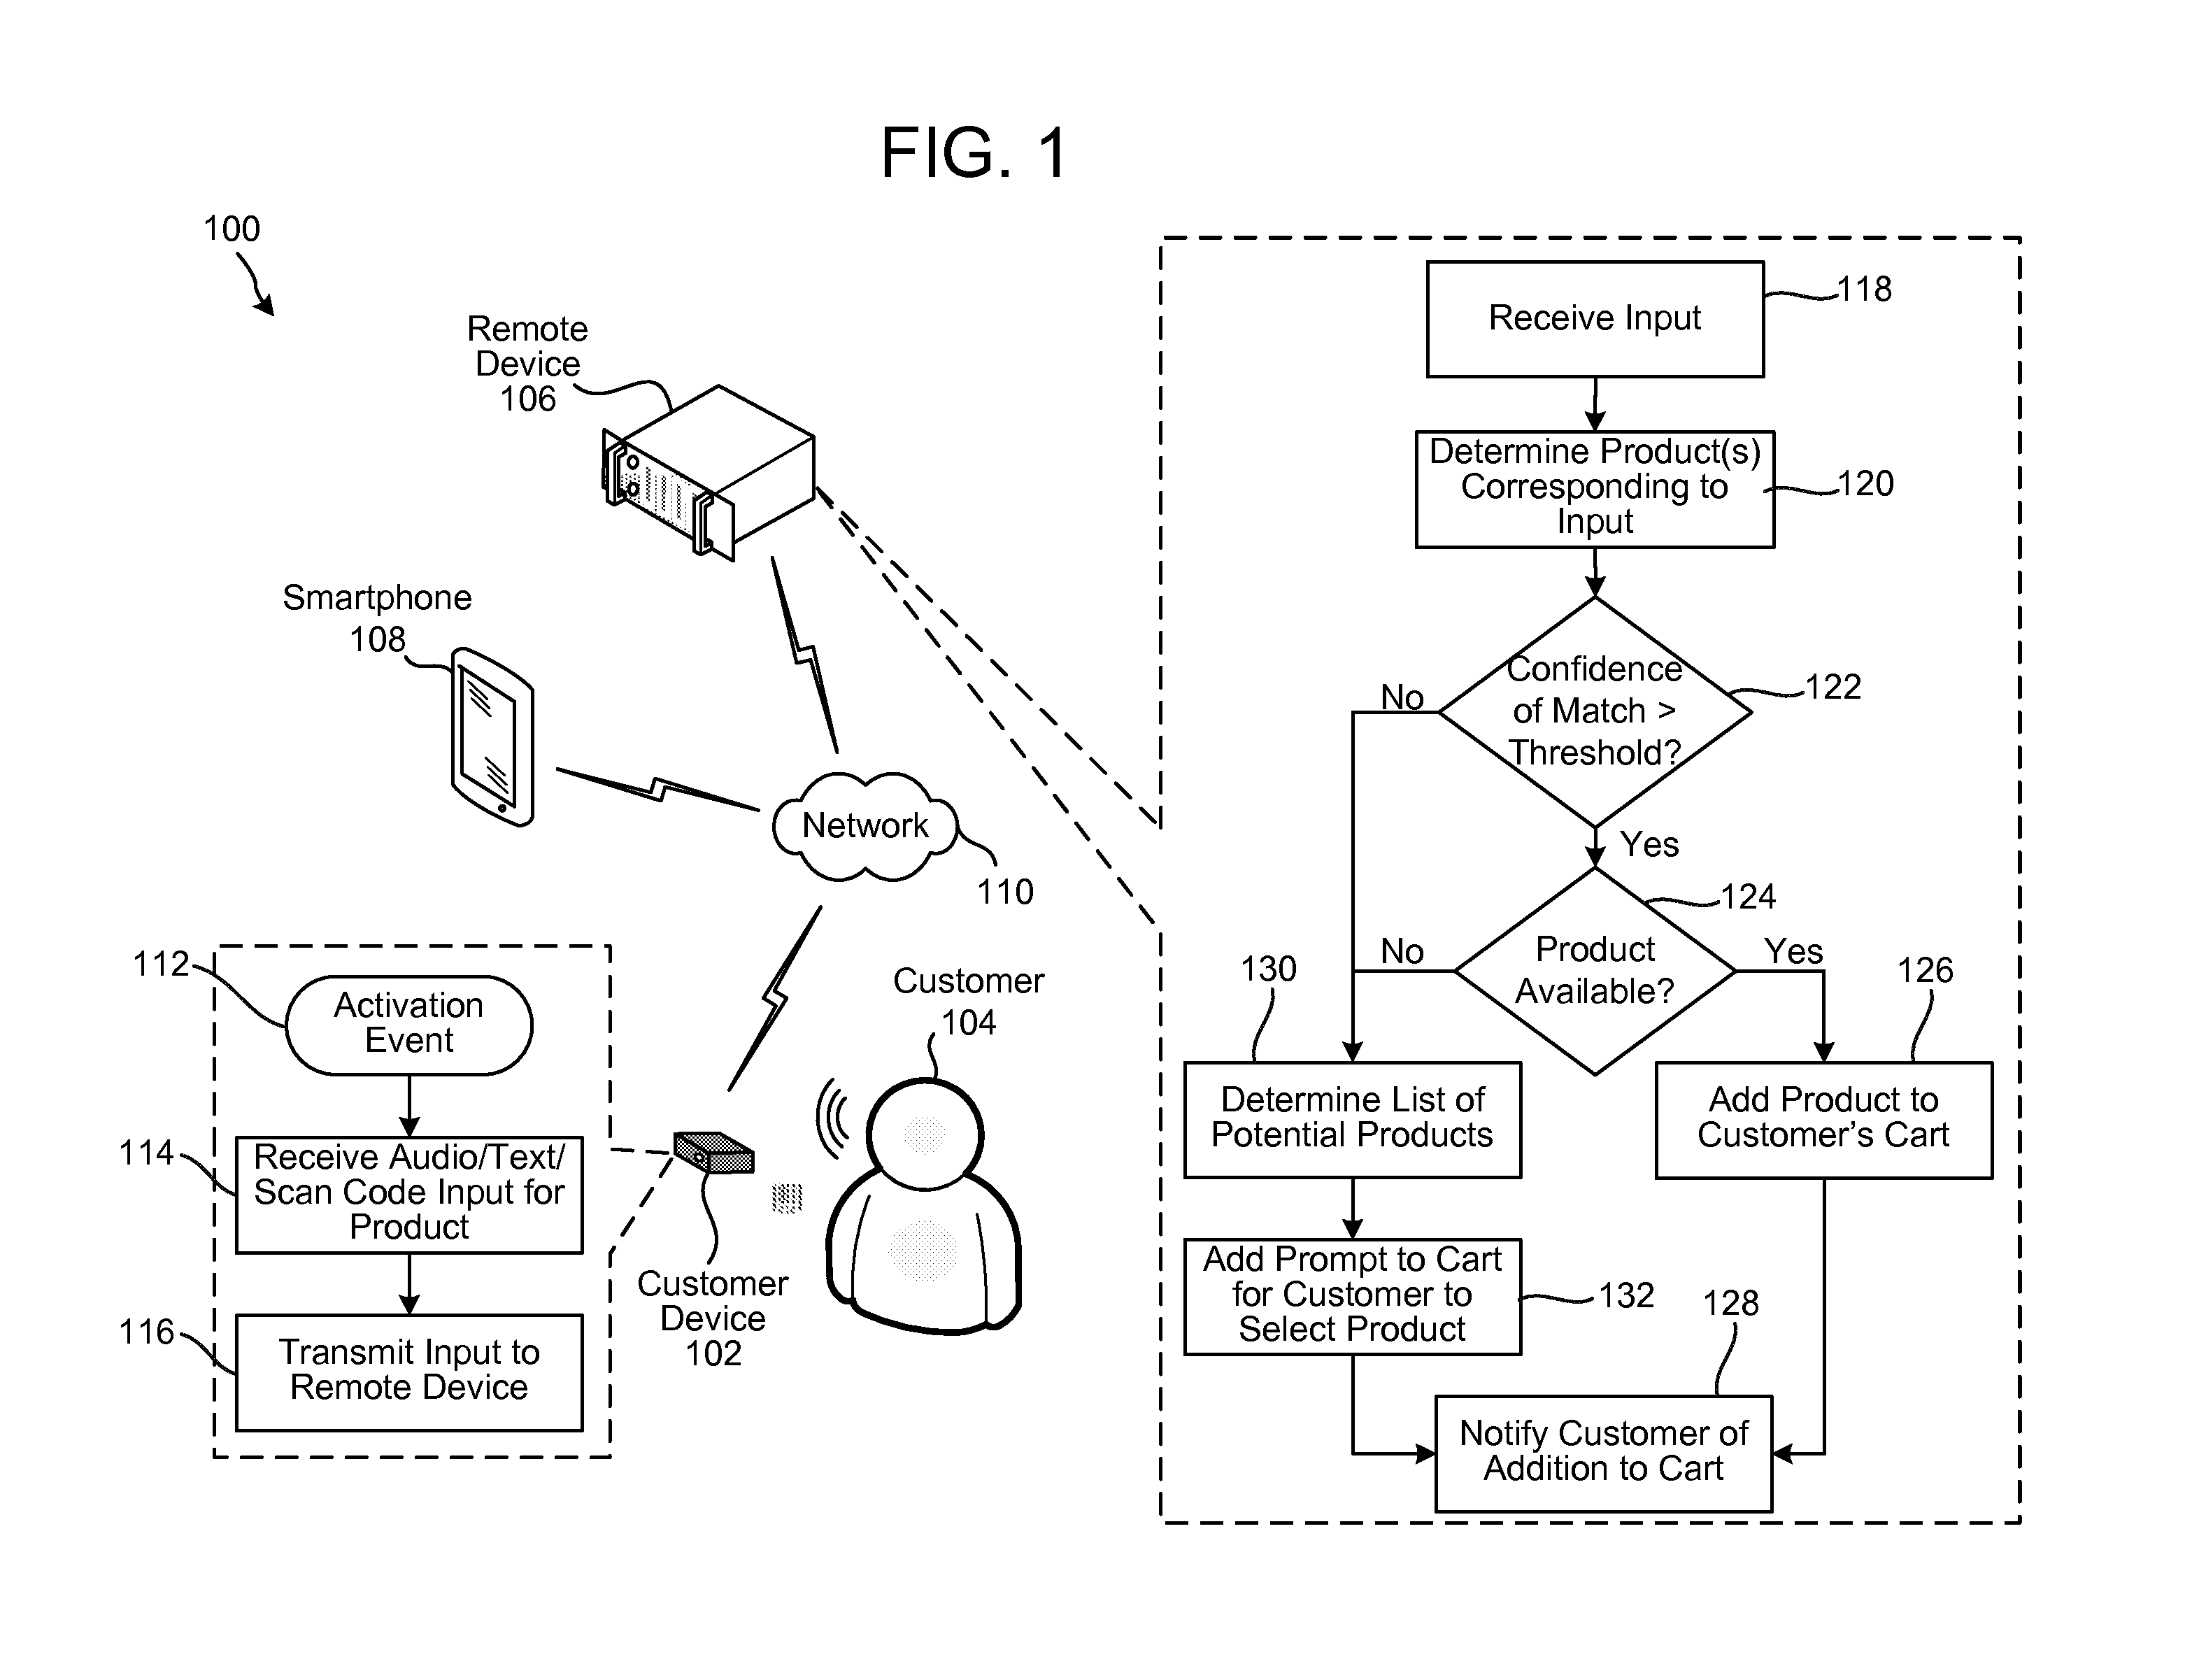 FIG. 1
100
Remote
Device
106
Smartphone
108
Network
110
112
Activation
Event
114
Receive Audio/Text/
Scan Code Input for
Product
116
Transmit Input to
Remote Device
Customer
104
Customer
Device
102
Receive Input
118
Determine Product(s)
Corresponding to
Input
120
Confidence
of Match >
Threshold?
122
No
Yes
124
Product
Available?
No
Yes
130
126
Determine List of
Potential Products
Add Product to
Customer's Cart
Add Prompt to Cart
for Customer to
Select Product
132
128
Notify Customer of
Addition to Cart